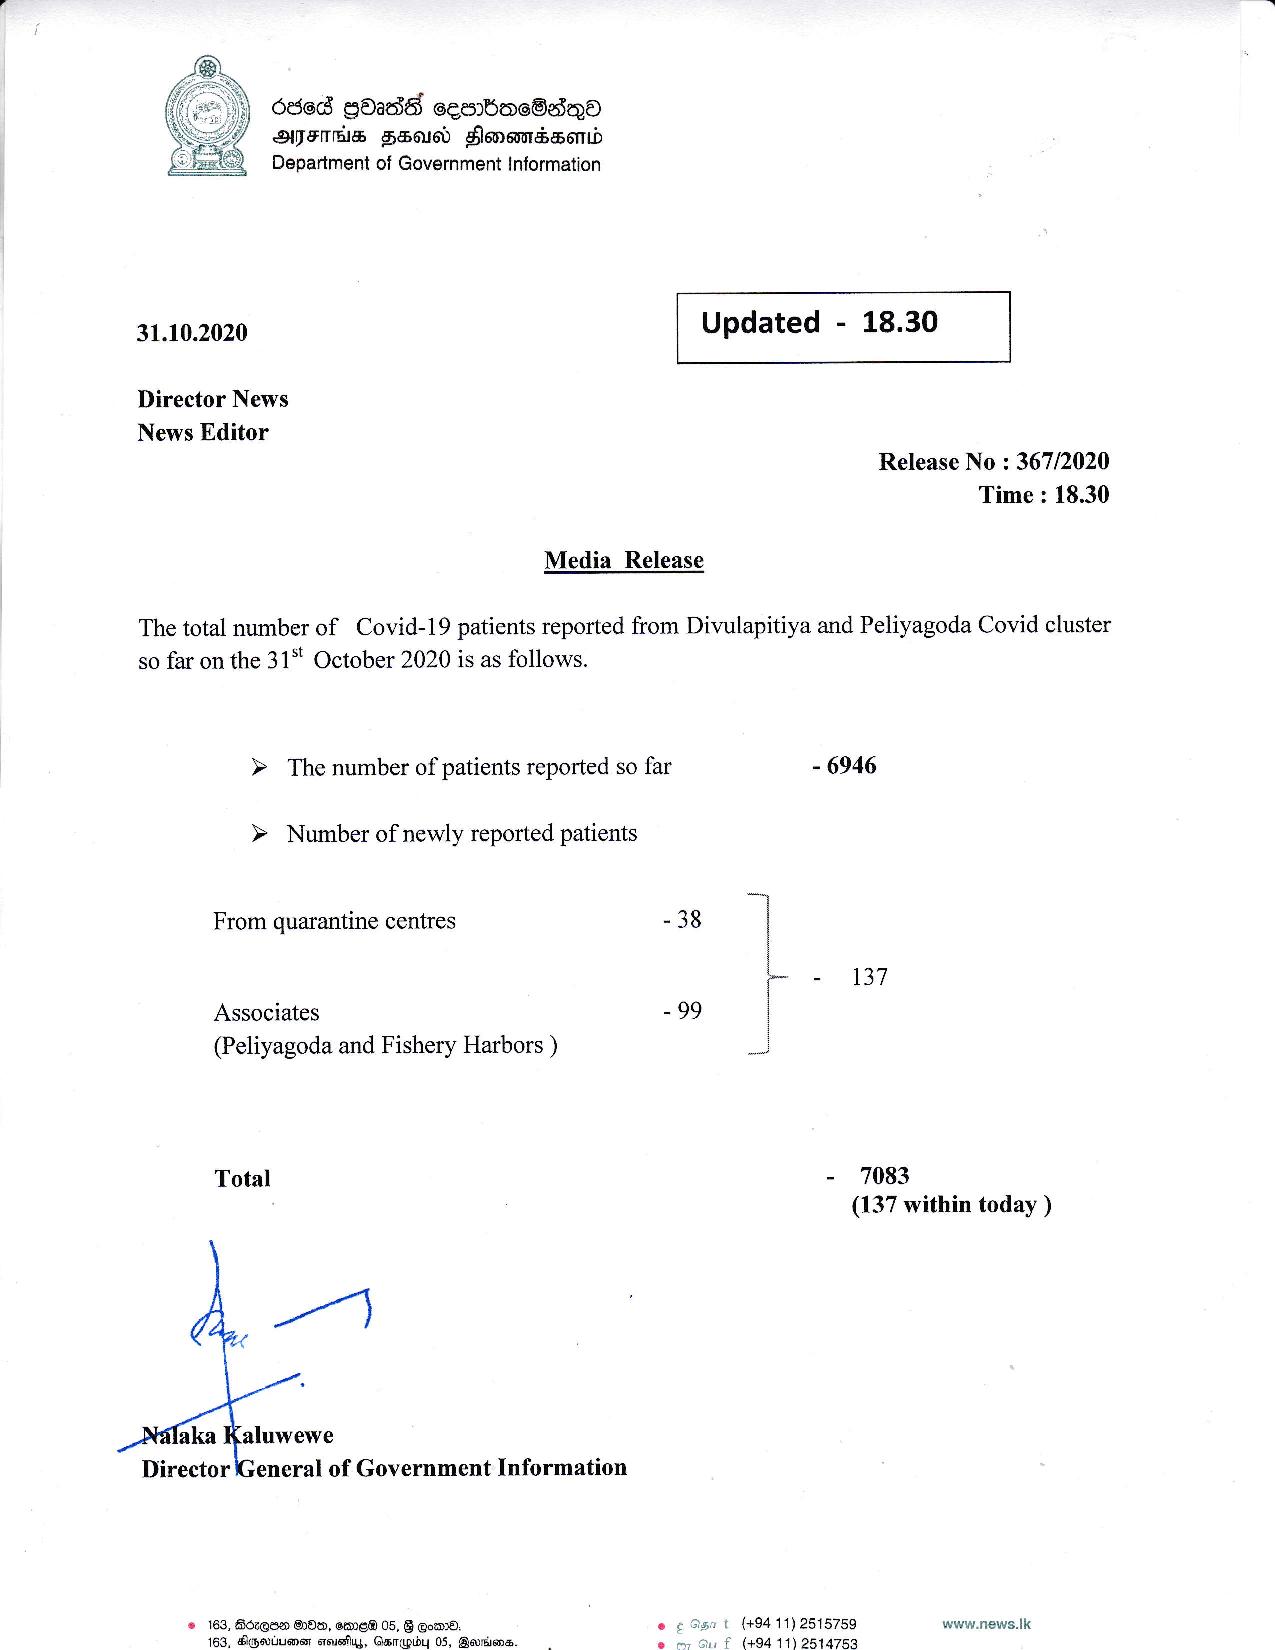 රජයේ ප්‍රවෘත්ති දෙපාර්තමේන්තුව
அரசாங்க தகவல் திணைக்களம்
Department of Government Information
31.10.2020
Updated - 18.30
Director News
News Editor
Release No : 367/2020
Time : 18.30
Media Release
The total number of Covid-19 patients reported from Divulapitiya and Peliyagoda Covid cluster
so far on the 31st October 2020 is as follows.
➢ The number of patients reported so far - 6946
➢ Number of newly reported patients
From quarantine centres - 38
- 137
Associates - 99
(Peliyagoda and Fishery Harbors )
Total - 7083
(137 within today )
Nalaka Kaluwewe
Director General of Government Information
163, කිරුලපන මාවත, කොළඹ 05, ශ්‍රී ලංකාව. (+94 11) 2515759 www.news.lk
163, கிருலப்பனை எவனியூ, கொழும்பு 05, இலங்கை. (+94 11) 2514753